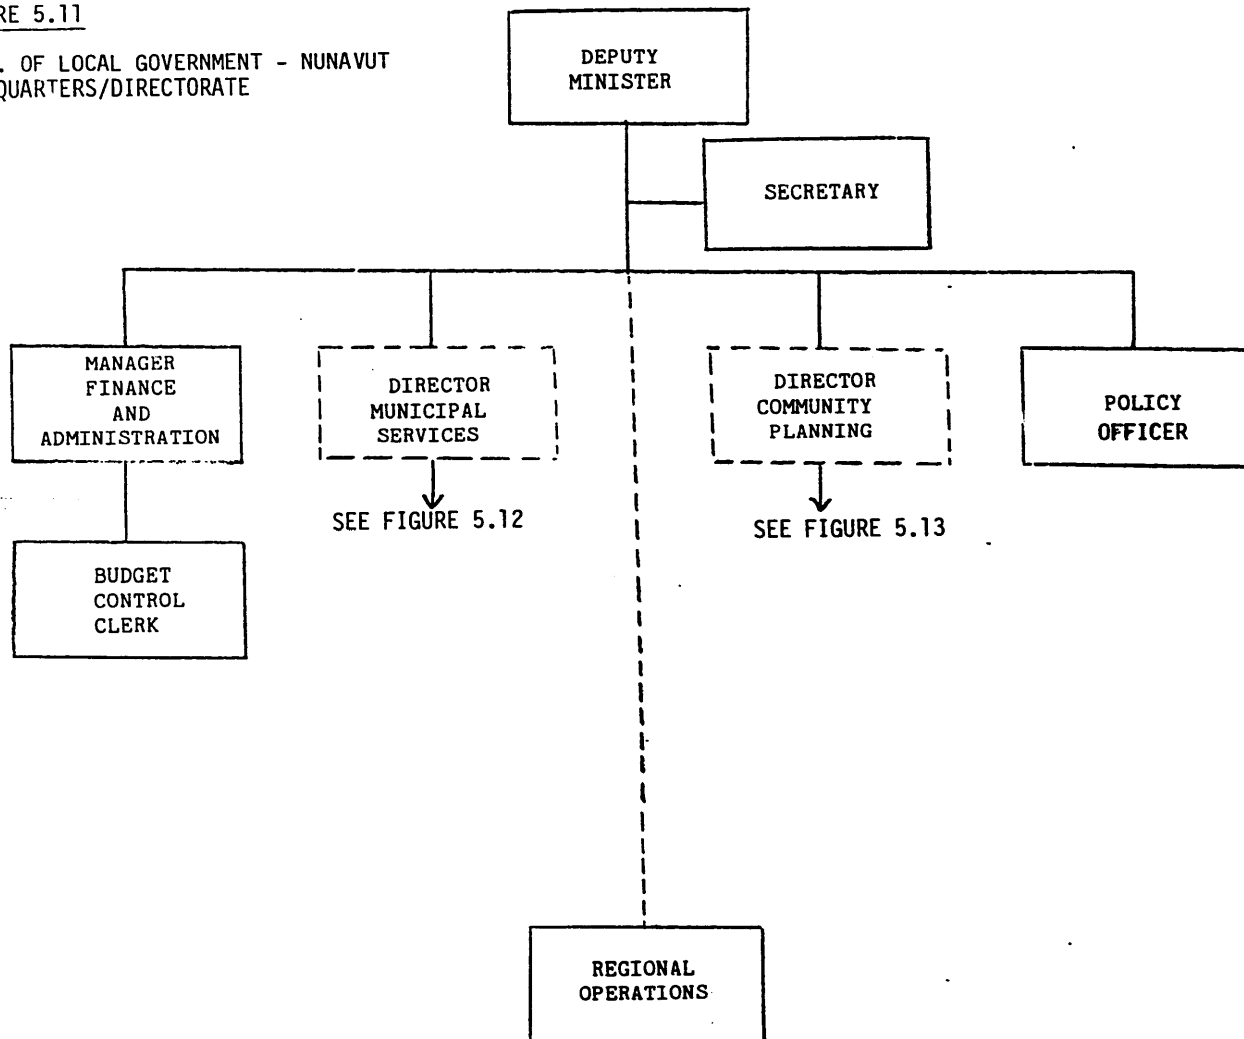 RE 5.11
. OF LOCAL GOVERNMENT - NUNAVUT
QUARTERS/DIRECTORATE
DEPUTY
MINISTER
SECRETARY
MANAGER
FINANCE
AND
ADMINISTRATION
DIRECTOR
MUNICIPAL
SERVICES
DIRECTOR
COMMUNITY
PLANNING
POLICY
OFFICER
SEE FIGURE 5.12
SEE FIGURE 5.13
BUDGET
CONTROL
CLERK
REGIONAL
OPERATIONS